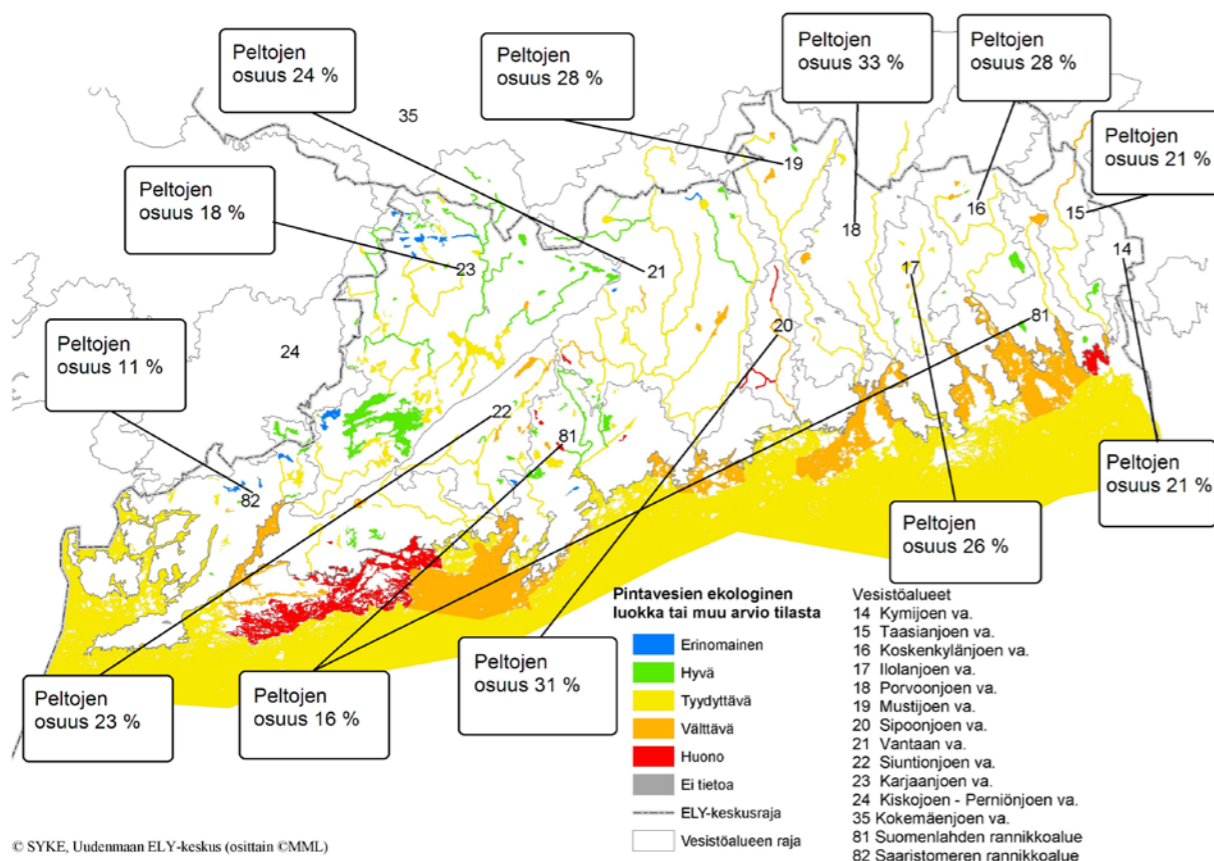 Peltojen
osuus 24 %
Peltojen
osuus 28 %
Peltojen
osuus 33 %
Peltojen
osuus 28 %
Peltojen
osuus 21 %
Peltojen
osuus 18 %
Peltojen
osuus 11 %
35
19
18
16
15
14
23
21
17
20
81
24
22
81
82
Peltojen
osuus 21 %
Peltojen
osuus 26 %
Peltojen
osuus 31 %
Peltojen
osuus 23 %
Peltojen
osuus 16 %
Pintavesien ekologinen
luokka tai muu arvio tilasta
Erinomainen
Hyvä
Tyydyttävä
Välttävä
Huono
Ei tietoa
ELY-keskusraja
Vesistöalueen raja
Vesistöalueet
14 Kymijoen va.
15 Taasianjoen va.
16 Koskenkylänjoen va.
17 Ilolanjoen va.
18 Porvoonjoen va.
19 Mustijoen va.
20 Sipoonjoen va.
21 Vantaan va.
22 Siuntionjoen va.
23 Karjaanjoen va.
24 Kiskojoen - Perniönjoen va.
35 Kokemäenjoen va.
81 Suomenlahden rannikkoalue
82 Saaristomeren rannikkoalue
© SYKE, Uudenmaan ELY-keskus (osittain ©MML)